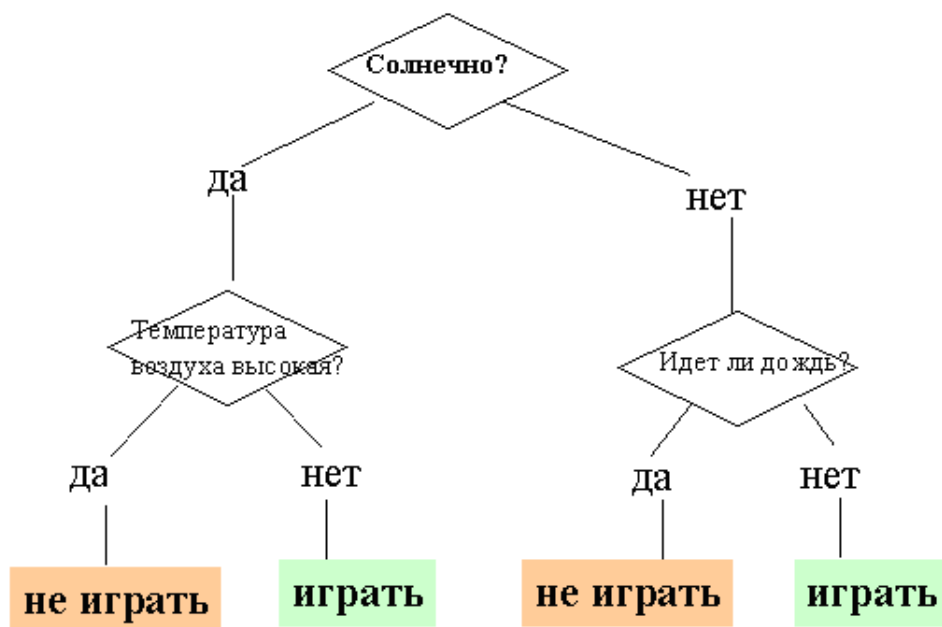 Солнечно?
да
нет
Температура
воздуха высокая?
Идет ли дождь?
да
нет
да
нет
не играть
играть
не играть
играть